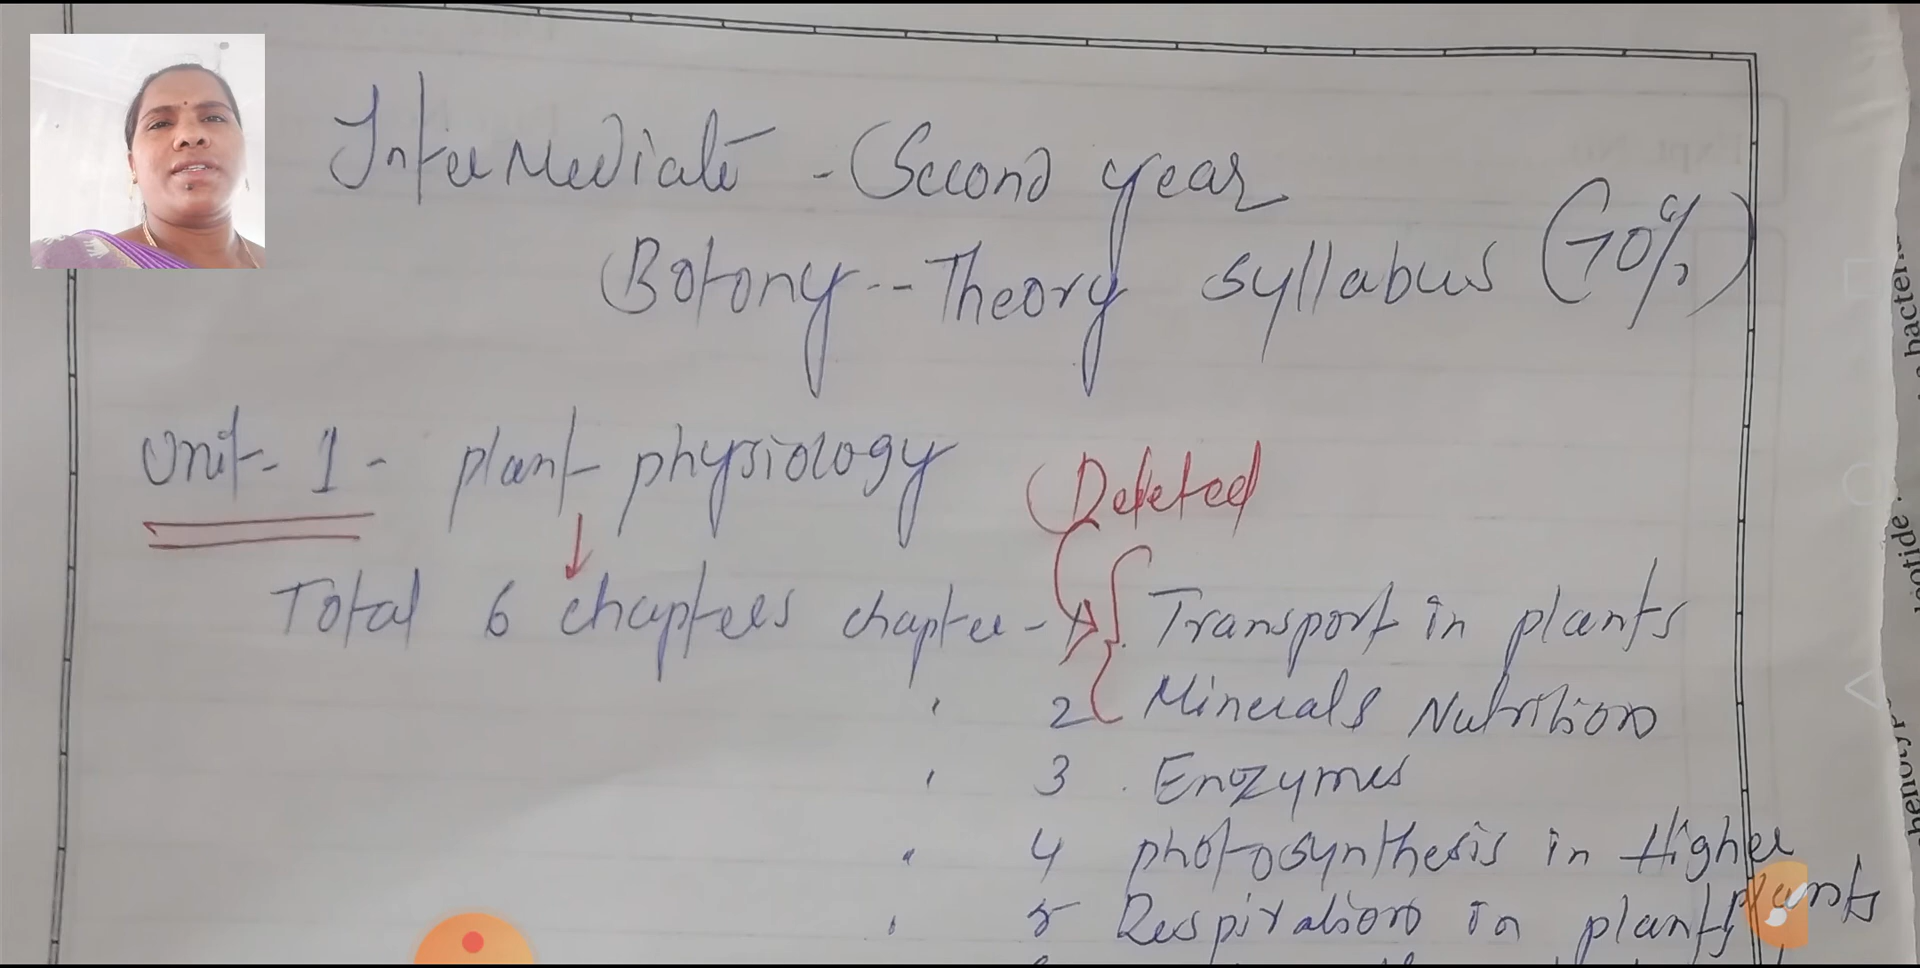 Intermediate - Second year
Botony -- Theory syllabus (70%)
Unit - 1 - plant physiology
(Deleted
Total 6 chapters chapter - 1 Transport in plants
" 2 Minerals Nutrition
" 3 Enzymes
" 4 photosynthesis in Higher plants
" 5 Respiration in plants